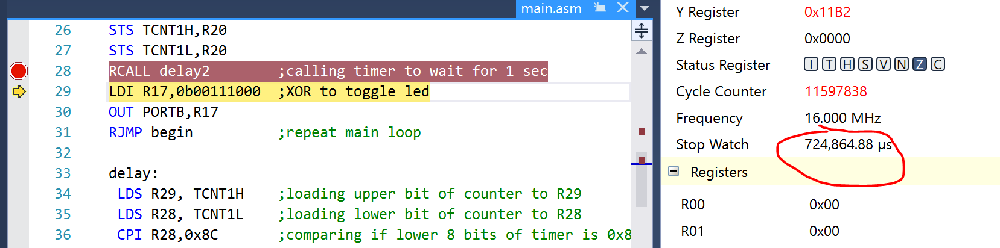 main.asm
26 STS TCNT1H,R20
27 STS TCNT1L,R20
28 RCALL delay2 ;calling timer to wait for 1 sec
29 LDI R17,0b00111000 ;XOR to toggle led
30 OUT PORTB,R17
31 RJMP begin ;repeat main loop
32
33 delay:
34 LDS R29, TCNT1H ;loading upper bit of counter to R29
35 LDS R28, TCNT1L ;loading lower bit of counter to R28
36 CPI R28,0x8C ;comparing if lower 8 bits of timer is 0x8
Y Register 0x11B2
Z Register 0x0000
Status Register I T H S V N Z C
Cycle Counter 11597838
Frequency 16.000 MHz
Stop Watch 724,864.88 µs
Registers
R00 0x00
R01 0x00